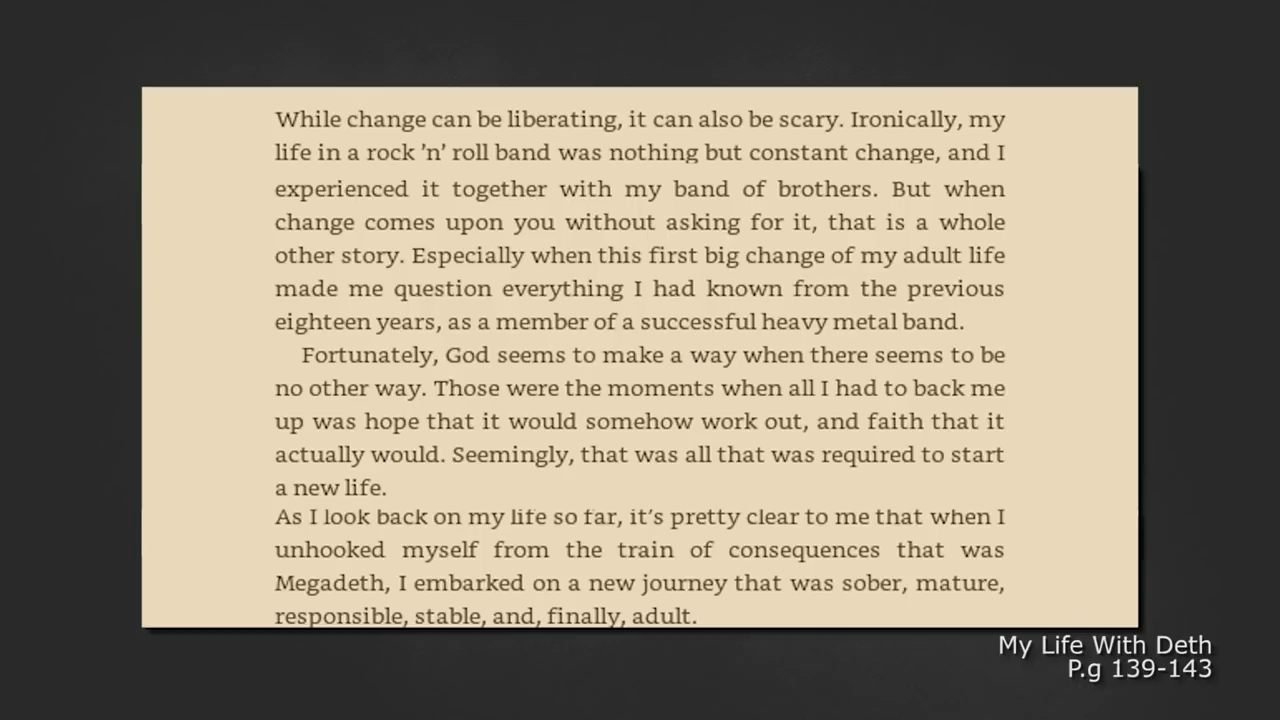 While change can be liberating, it can also be scary. Ironically, my
life in a rock ’n’ roll band was nothing but constant change, and I
experienced it together with my band of brothers. But when
change comes upon you without asking for it, that is a whole
other story. Especially when this first big change of my adult life
made me question everything I had known from the previous
eighteen years, as a member of a successful heavy metal band.
Fortunately, God seems to make a way when there seems to be
no other way. Those were the moments when all I had to back me
up was hope that it would somehow work out, and faith that it
actually would. Seemingly, that was all that was required to start
a new life.
As I look back on my life so far, it’s pretty clear to me that when I
unhooked myself from the train of consequences that was
Megadeth, I embarked on a new journey that was sober, mature,
responsible, stable, and, finally, adult.
My Life With Deth
P.g 139-143